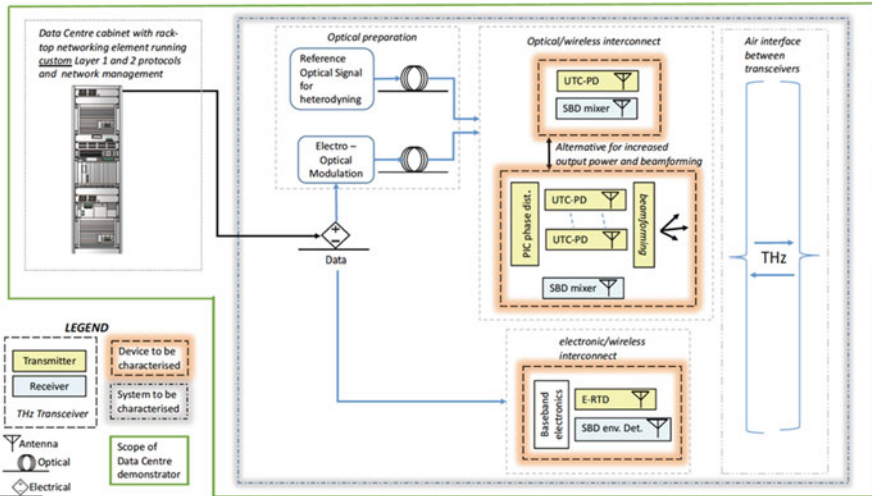 Data Centre cabinet with rack-
top networking element running
custom Layer 1 and 2 protocols
and network management
Optical preparation
Reference
Optical Signal
for
heterodyning
Electro –
Optical
Modulation
+
−
Data
Optical/wireless interconnect
UTC-PD
SBD mixer
Alternative for increased
output power and beamforming
PIC phase dist.
UTC-PD
UTC-PD
beamforming
SBD mixer
electronic/wireless
interconnect
Baseband
electronics
E-RTD
SBD env. Det.
Air interface
between
transceivers
THz
LEGEND
Transmitter
Receiver
THz Transceiver
Device to be
characterised
System to be
characterised
Antenna
Optical
Electrical
Scope of
Data Centre
demonstrator